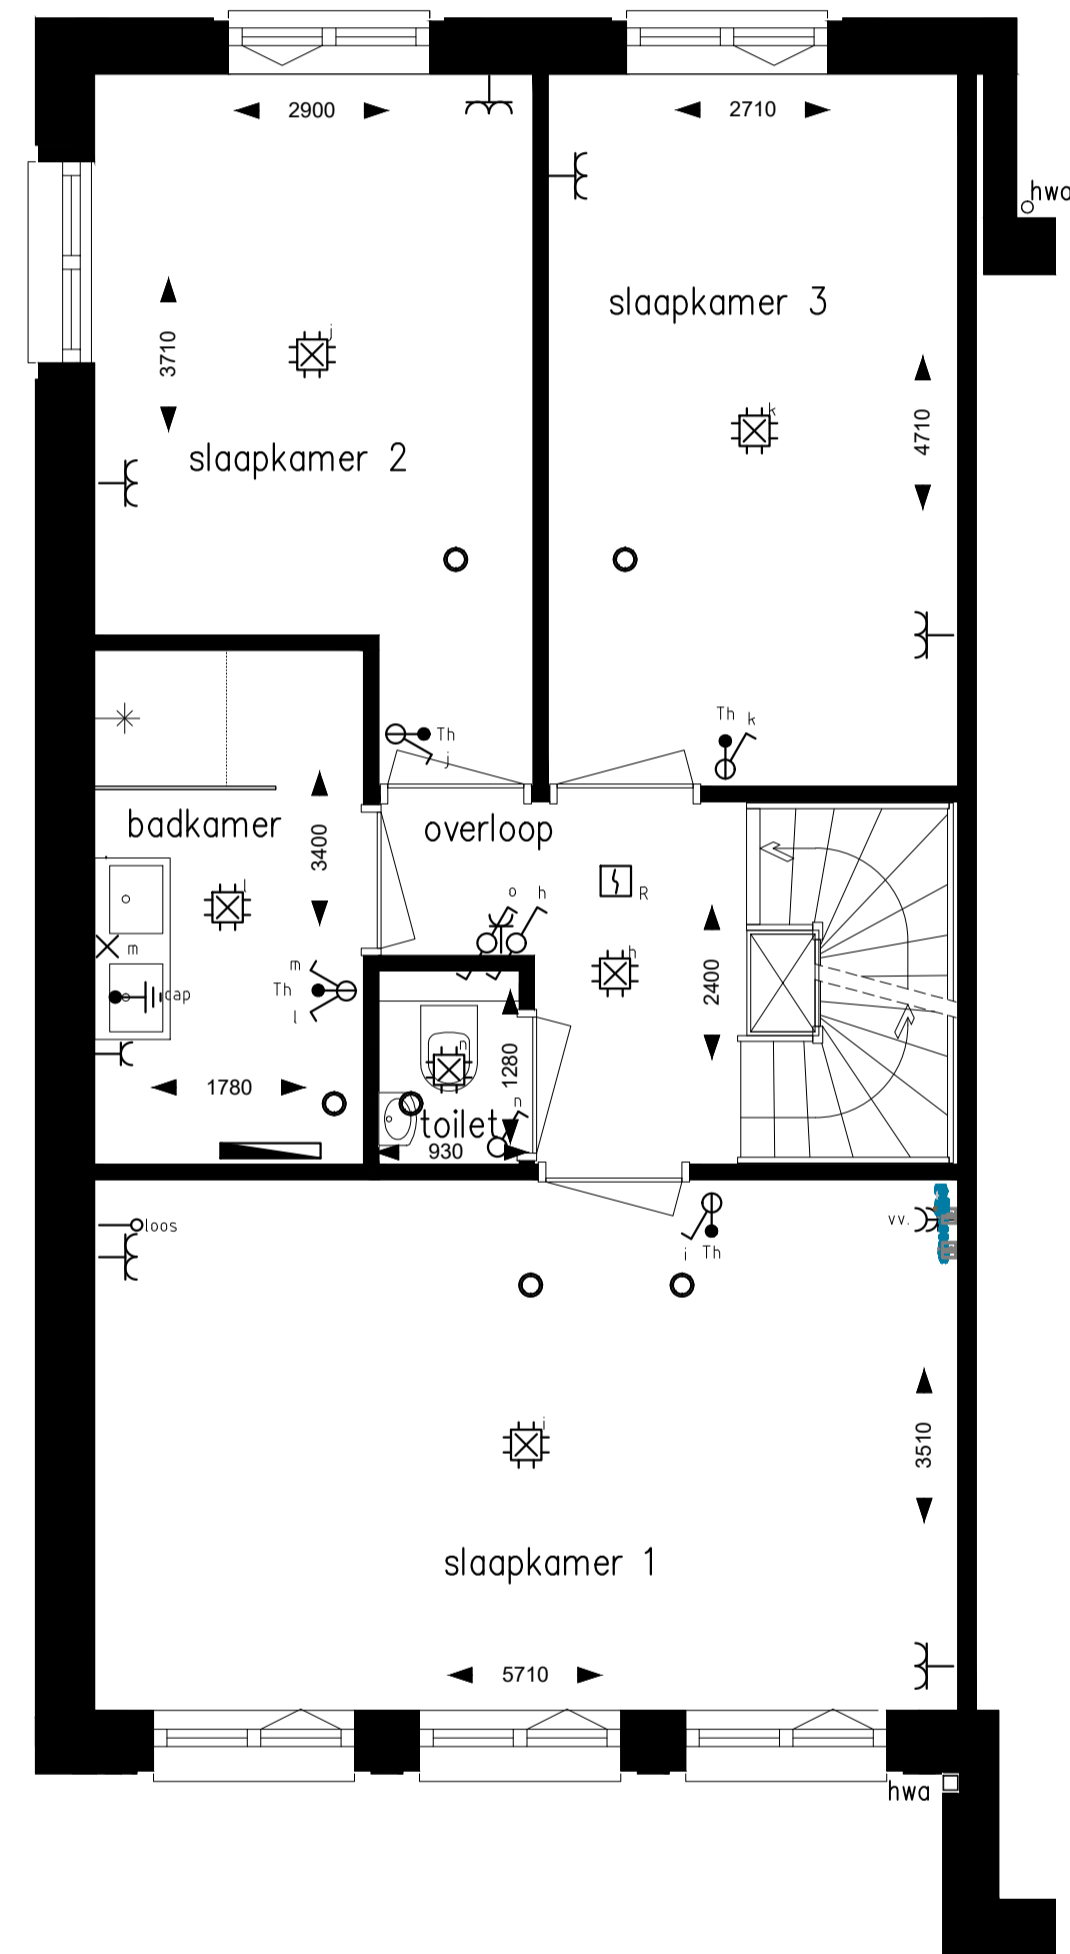 2900
2710
hwa
slaapkamer 3
j
3710
k
4710
slaapkamer 2
Th
k
Th
j
badkamer
3400
overloop
l
o
h
R
m
h
2400
m
Th
cap
l
n
1280
1780
n
toilet
930
loos
vv.
i
Th
i
3510
slaapkamer 1
5710
hwa